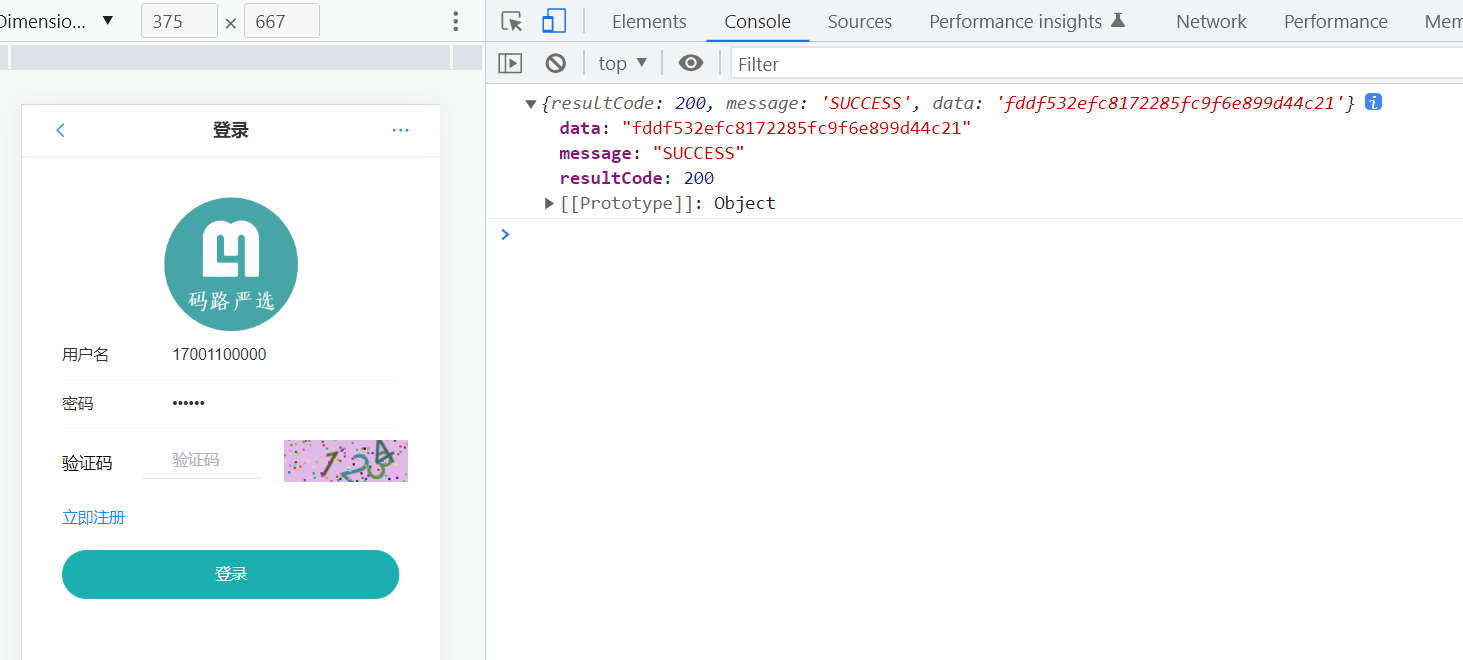 Dimensio... ▼ 375 × 667
Elements Console Sources Performance insights Network Performance Mem
top ▼ Filter
登录
码路严选
用户名 17001100000
密码 ••••••
验证码 验证码
立即注册
登录
▼{resultCode: 200, message: 'SUCCESS', data: 'fddf532efc8172285fc9f6e899d44c21'} i
data: "fddf532efc8172285fc9f6e899d44c21"
message: "SUCCESS"
resultCode: 200
▶[[Prototype]]: Object